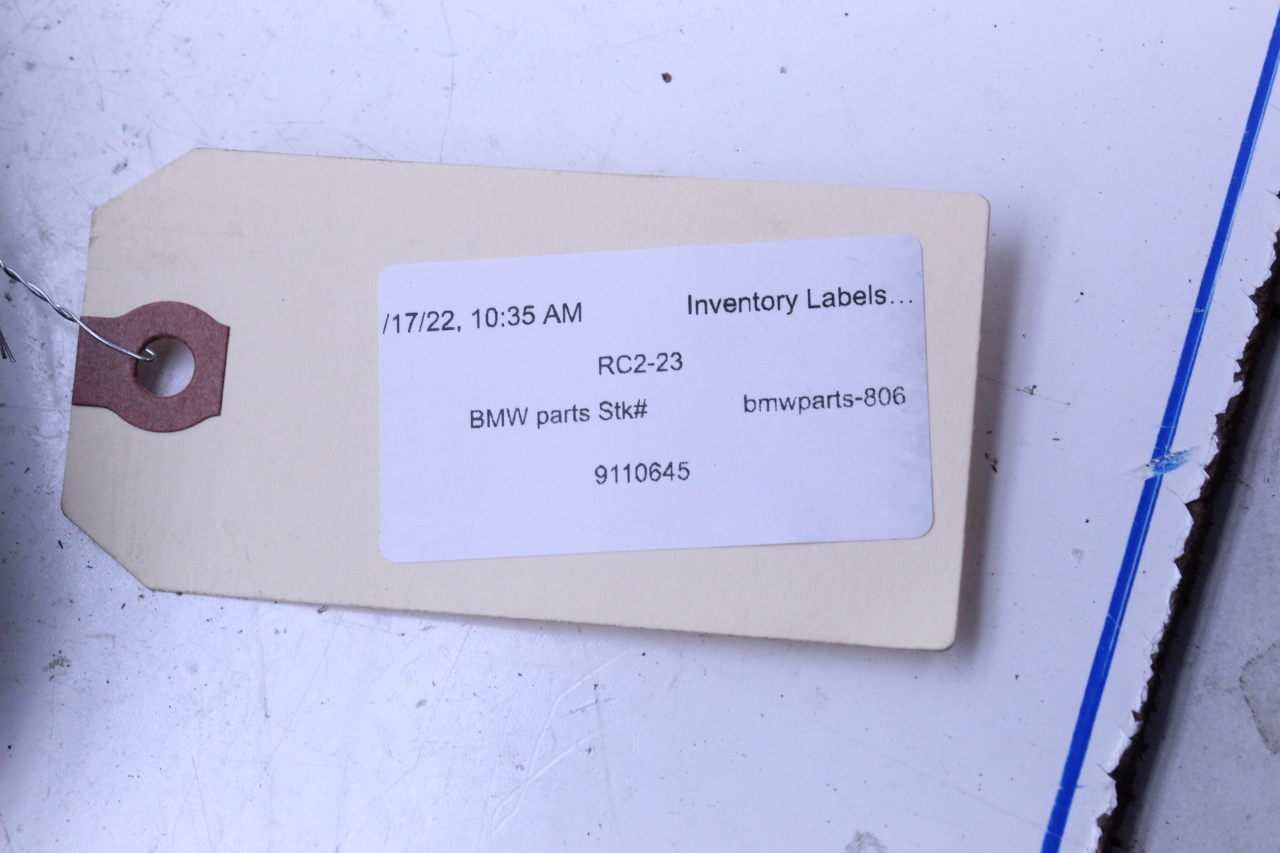 /17/22, 10:35 AM Inventory Labels…
RC2-23
BMW parts Stk# bmwparts-806
9110645